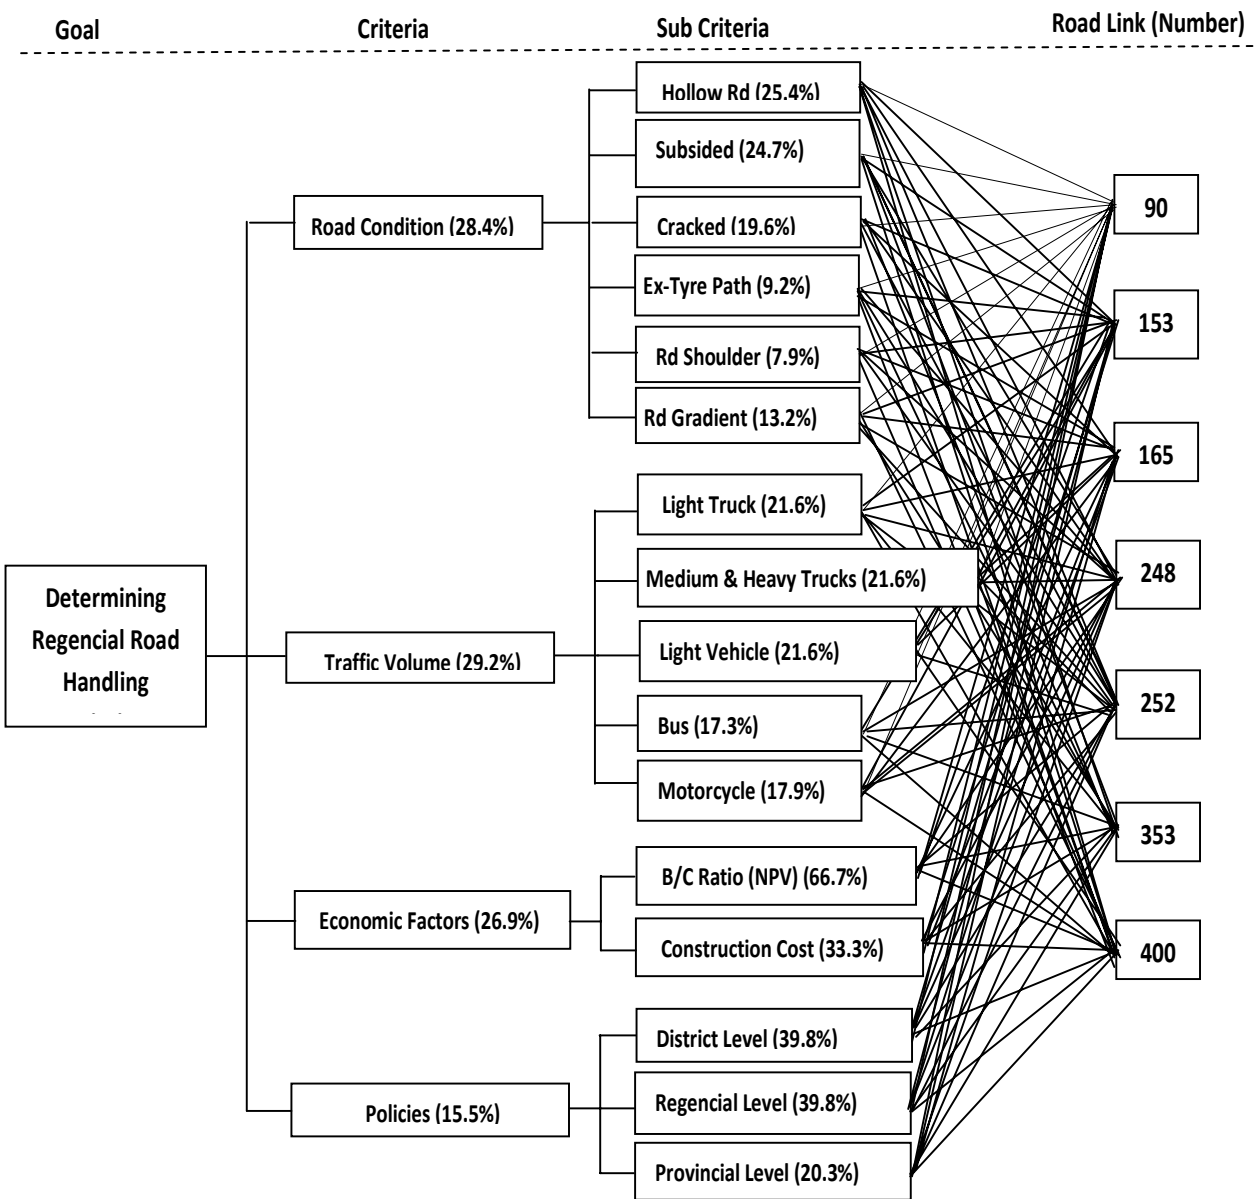 Goal
Criteria
Sub Criteria
Road Link (Number)
Determining
Regencial Road
Handling
Road Condition (28.4%)
Traffic Volume (29.2%)
Economic Factors (26.9%)
Policies (15.5%)
Hollow Rd (25.4%)
Subsided (24.7%)
Cracked (19.6%)
Ex-Tyre Path (9.2%)
Rd Shoulder (7.9%)
Rd Gradient (13.2%)
Light Truck (21.6%)
Medium & Heavy Trucks (21.6%)
Light Vehicle (21.6%)
Bus (17.3%)
Motorcycle (17.9%)
B/C Ratio (NPV) (66.7%)
Construction Cost (33.3%)
District Level (39.8%)
Regencial Level (39.8%)
Provincial Level (20.3%)
90
153
165
248
252
353
400